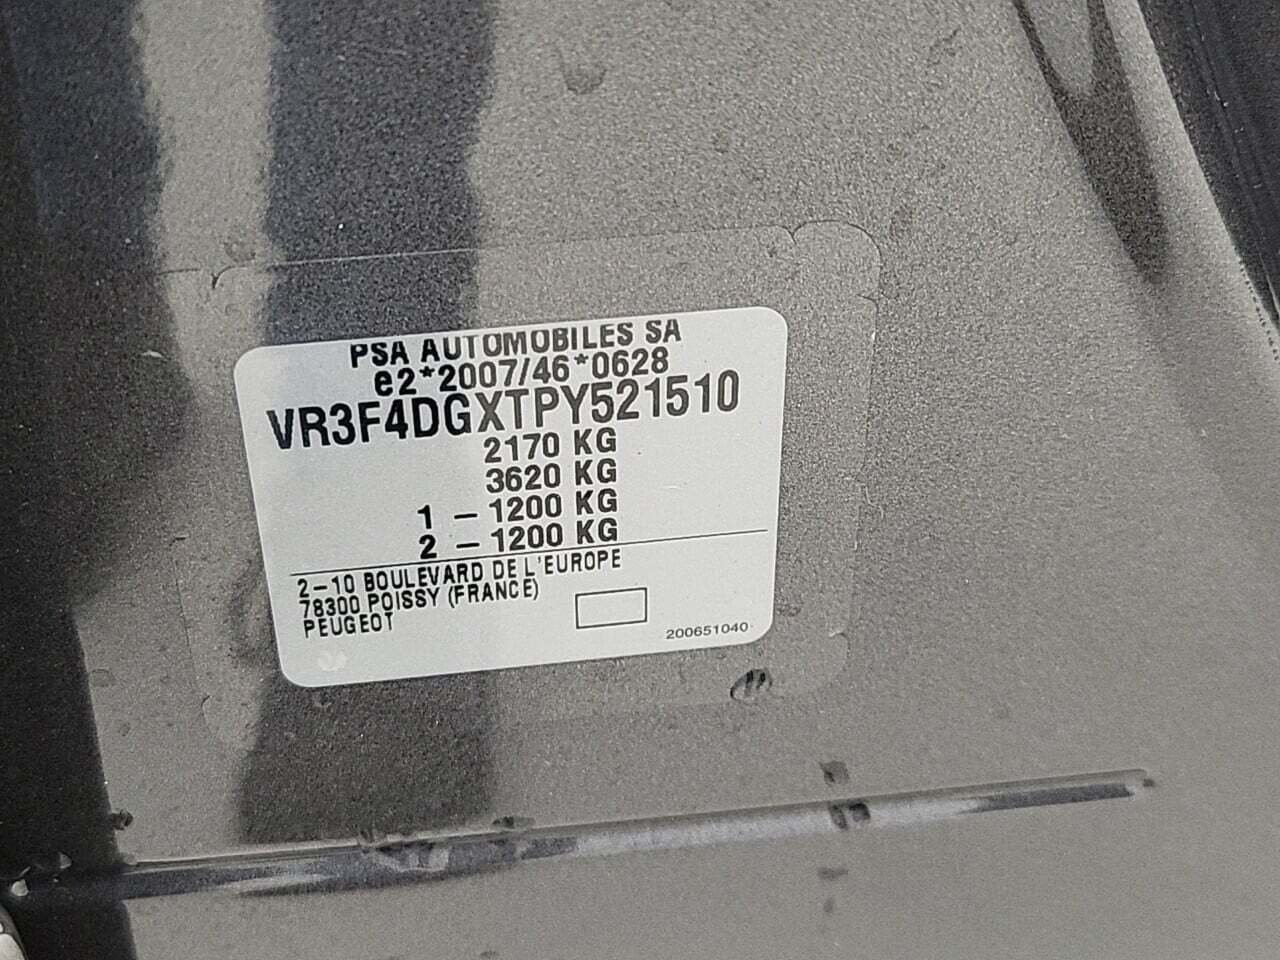 PSA AUTOMOBILES SA
e2*2007/46*0628
VR3F4DGXTPY521510
2170 KG
3620 KG
1 – 1200 KG
2 – 1200 KG
2–10 BOULEVARD DE L'EUROPE
78300 POISSY (FRANCE)
PEUGEOT
200651040